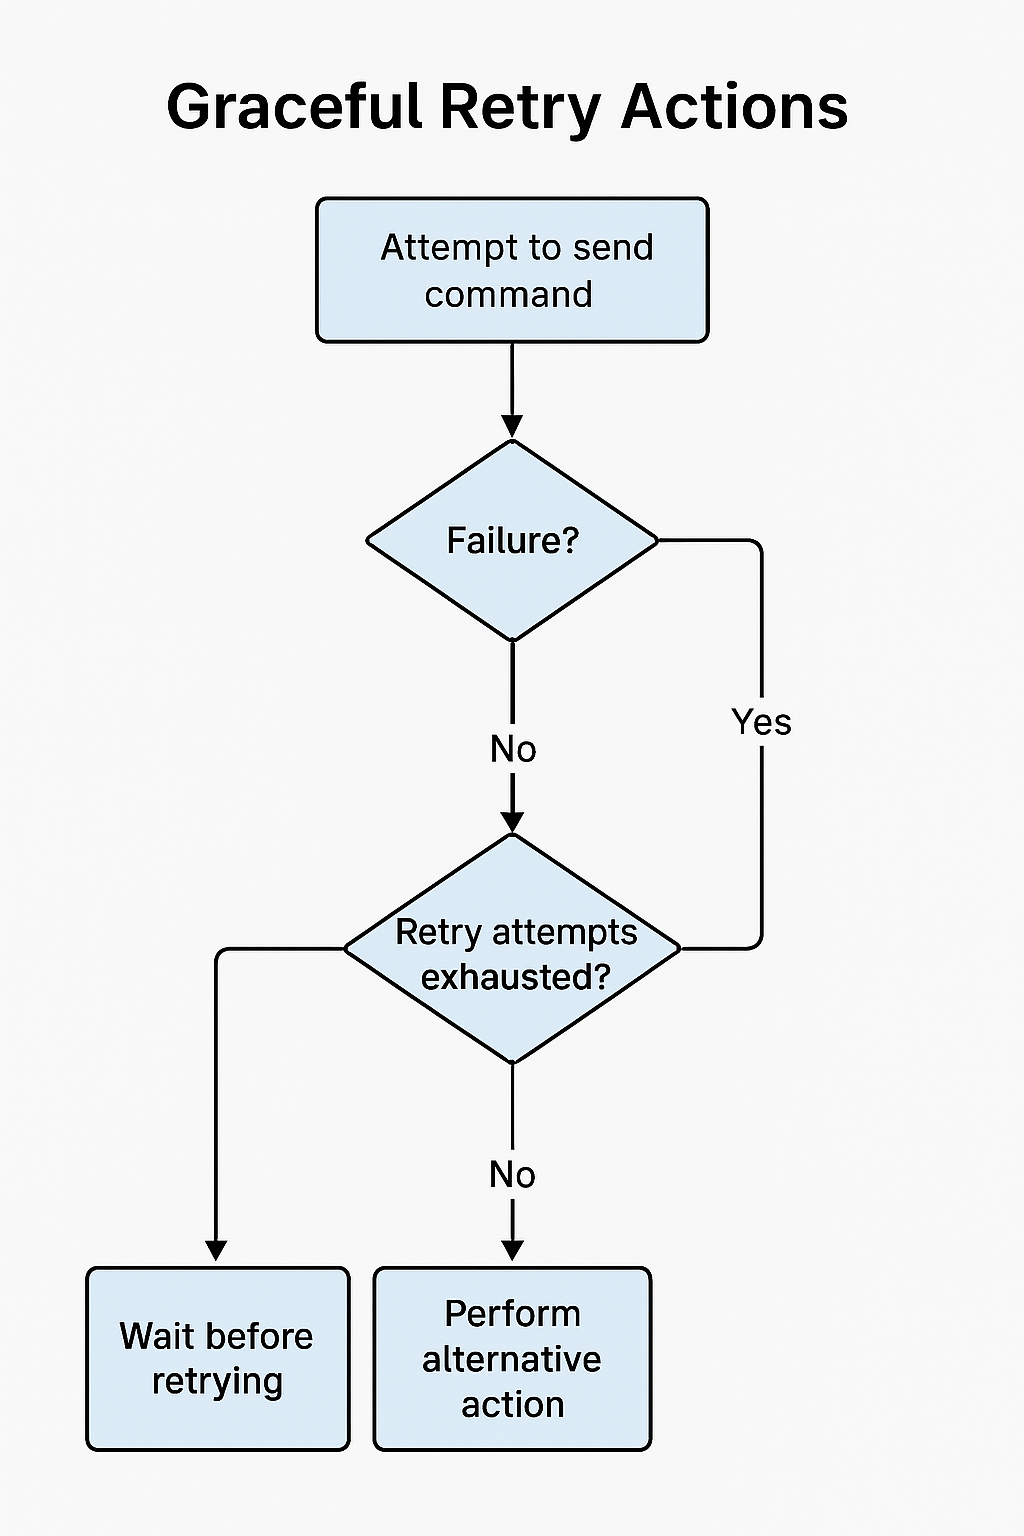 Graceful Retry Actions
Attempt to send
command
Failure?
Yes
No
Retry attempts
exhausted?
No
Wait before
retrying
Perform
alternative
action